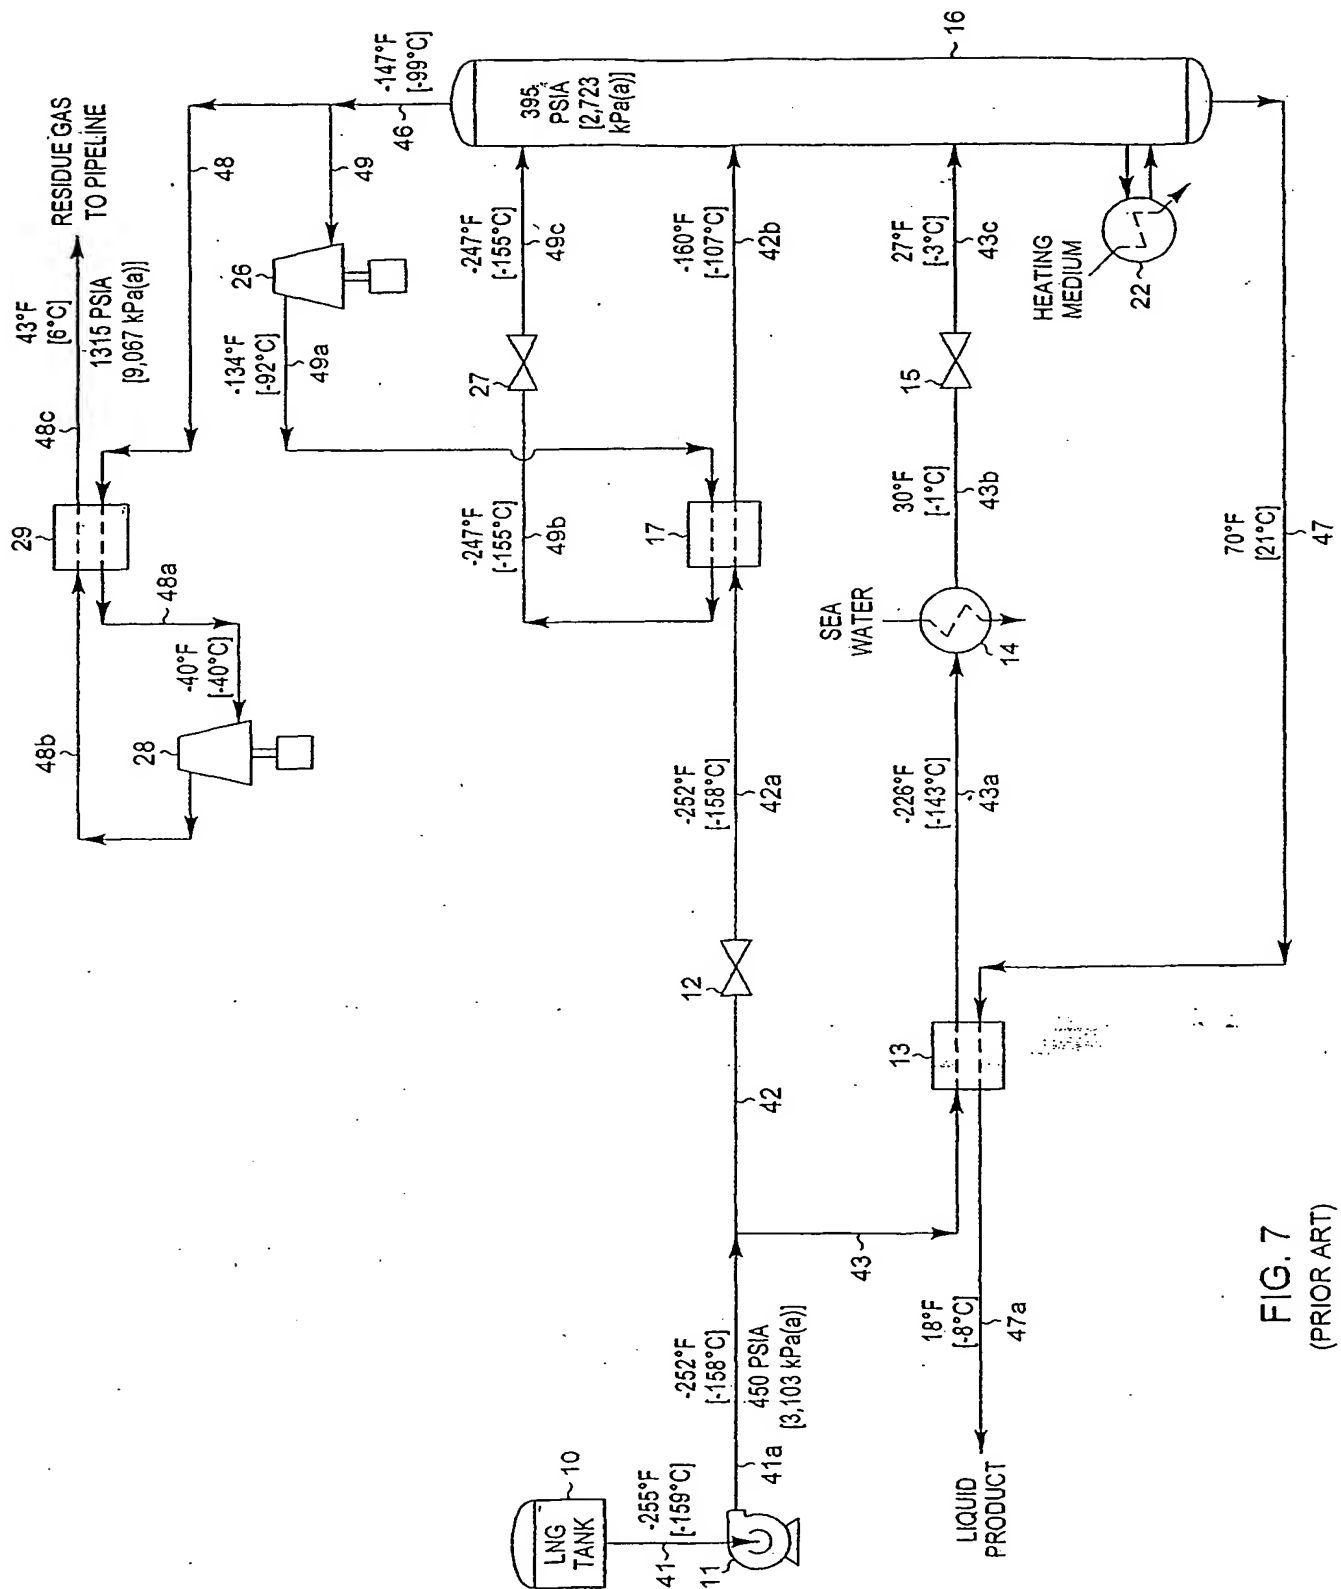 FIG. 7
(PRIOR ART)
10
LNG
TANK
-255°F
[-159°C]
41
11
41a
-252°F
[-158°C]
450 PSIA
[3,103 kPa(a)]
LIQUID
PRODUCT
18°F
[-8°C]
47a
43
42
12
13
-252°F
[-158°C]
42a
-226°F
[-143°C]
43a
SEA
WATER
14
30°F
[-1°C]
43b
15
27°F
[-3°C]
43c
17
-160°F
[-107°C]
42b
-247°F
[-155°C]
49b
27
-247°F
[-155°C]
49c
48b
28
-40°F
[-40°C]
48a
29
48c
43°F
[6°C]
1315 PSIA
[9,067 kPa(a)]
RESIDUE GAS
TO PIPELINE
48
-134°F
[-92°C]
49a
26
49
46
-147°F
[-99°C]
395
PSIA
[2,723
kPa(a)]
16
HEATING
MEDIUM
22
70°F
[21°C]
47